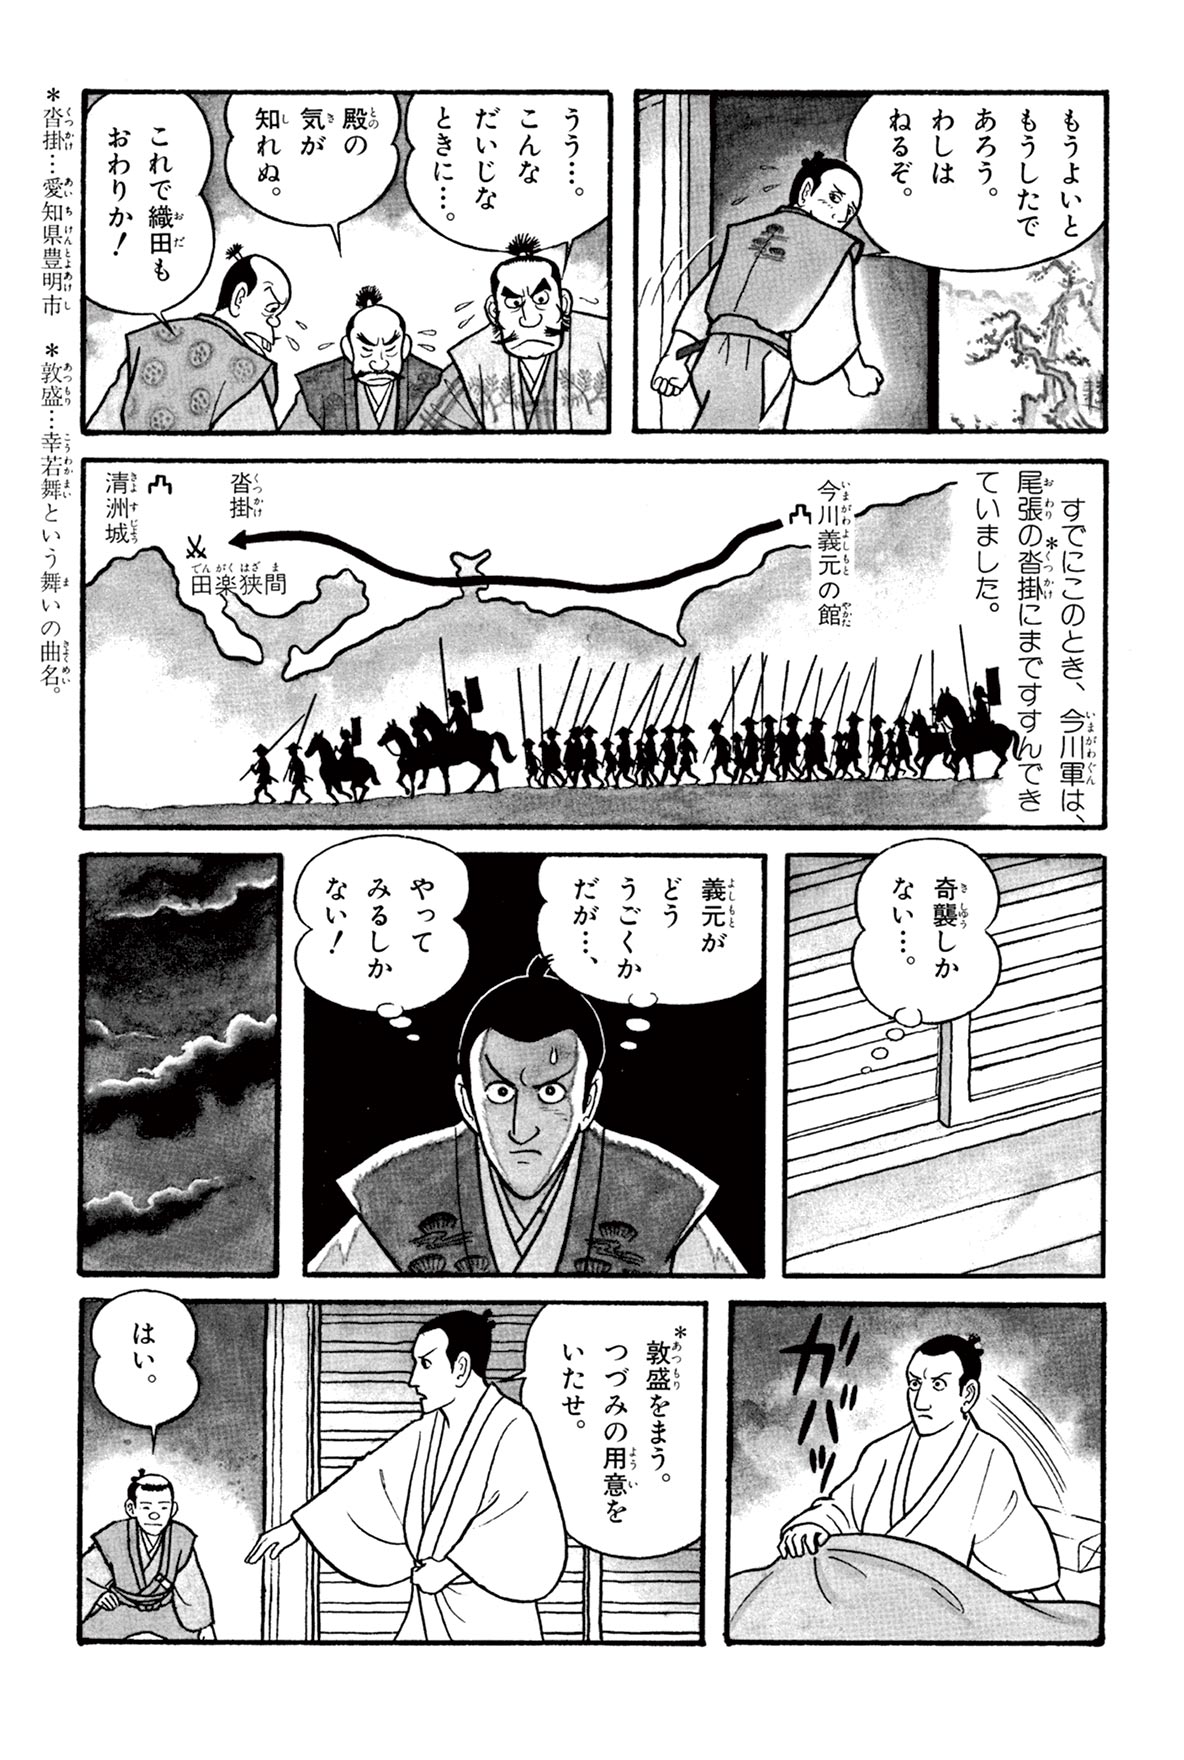 もうよいと
もうしたで
あろう。
わしは
ねるぞ。
うう…。
こんな
だいじな
ときに…。
殿の
気が
知れぬ。
これで織田も
おわりか！
すでにこのとき、今川軍は、
尾張の＊沓掛にまですすんでき
ていました。
今川義元の館
沓掛
田楽狭間
清洲城
奇襲しか
ない…。
義元が
どう
うごくか
だが…、
やって
みるしか
ない！
ガバッ
＊敦盛をまう。
つづみの用意を
いたせ。
はい。
＊沓掛…愛知県豊明市　＊敦盛…幸若舞という舞いの曲名。